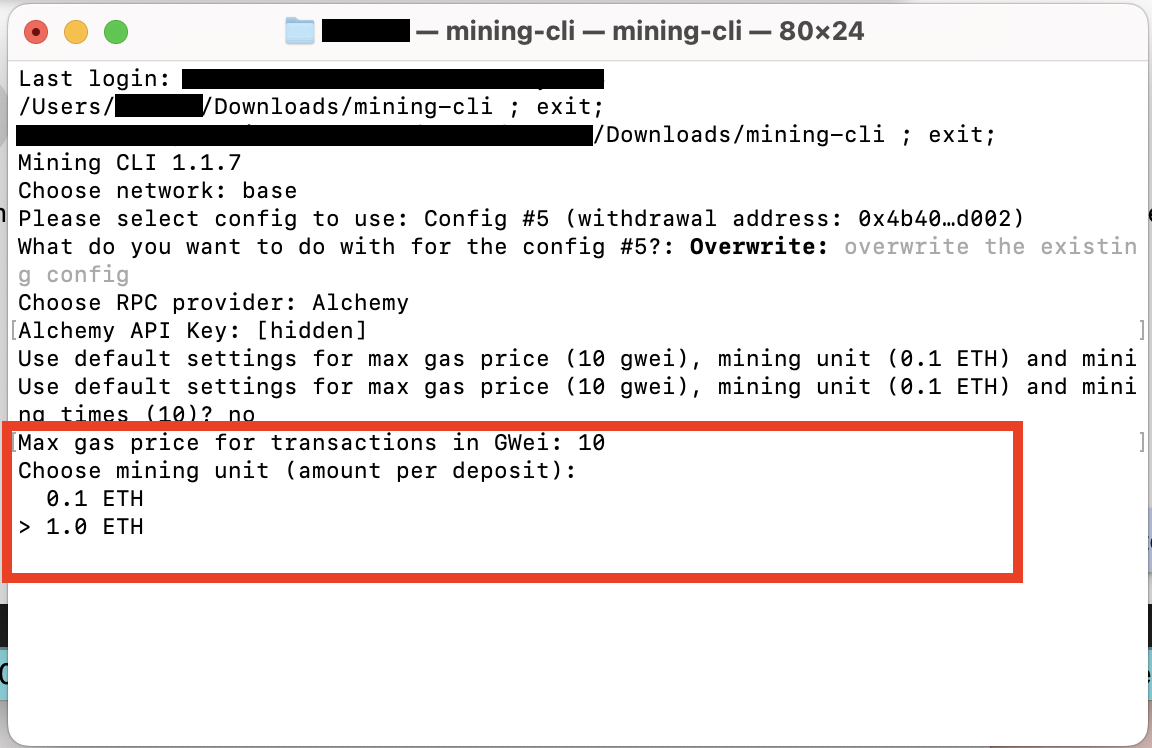 — mining-cli — mining-cli — 80×24
Last login:
/Users/ /Downloads/mining-cli ; exit;
/Downloads/mining-cli ; exit;
Mining CLI 1.1.7
Choose network: base
Please select config to use: Config #5 (withdrawal address: 0x4b40…d002)
What do you want to do with for the config #5?: Overwrite: overwrite the existin
g config
Choose RPC provider: Alchemy
[Alchemy API Key: [hidden] ]
Use default settings for max gas price (10 gwei), mining unit (0.1 ETH) and mini
Use default settings for max gas price (10 gwei), mining unit (0.1 ETH) and mini
ng times (10)? no
[Max gas price for transactions in GWei: 10 ]
Choose mining unit (amount per deposit):
0.1 ETH
> 1.0 ETH